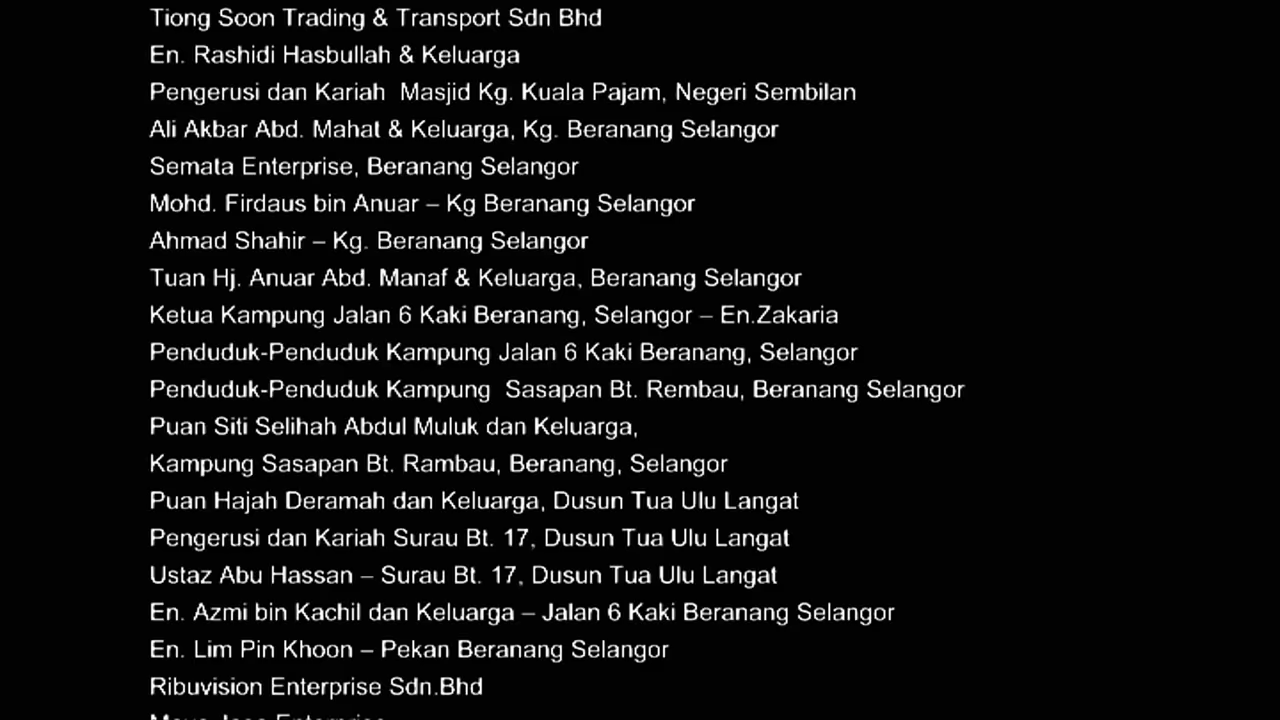 Tiong Soon Trading & Transport Sdn Bhd
En. Rashidi Hasbullah & Keluarga
Pengerusi dan Kariah  Masjid Kg. Kuala Pajam, Negeri Sembilan
Ali Akbar Abd. Mahat & Keluarga, Kg. Beranang Selangor
Semata Enterprise, Beranang Selangor
Mohd. Firdaus bin Anuar – Kg Beranang Selangor
Ahmad Shahir – Kg. Beranang Selangor
Tuan Hj. Anuar Abd. Manaf & Keluarga, Beranang Selangor
Ketua Kampung Jalan 6 Kaki Beranang, Selangor – En.Zakaria
Penduduk-Penduduk Kampung Jalan 6 Kaki Beranang, Selangor
Penduduk-Penduduk Kampung  Sasapan Bt. Rembau, Beranang Selangor
Puan Siti Selihah Abdul Muluk dan Keluarga,
Kampung Sasapan Bt. Rambau, Beranang, Selangor
Puan Hajah Deramah dan Keluarga, Dusun Tua Ulu Langat
Pengerusi dan Kariah Surau Bt. 17, Dusun Tua Ulu Langat
Ustaz Abu Hassan – Surau Bt. 17, Dusun Tua Ulu Langat
En. Azmi bin Kachil dan Keluarga – Jalan 6 Kaki Beranang Selangor
En. Lim Pin Khoon – Pekan Beranang Selangor
Ribuvision Enterprise Sdn.Bhd
Enterprise